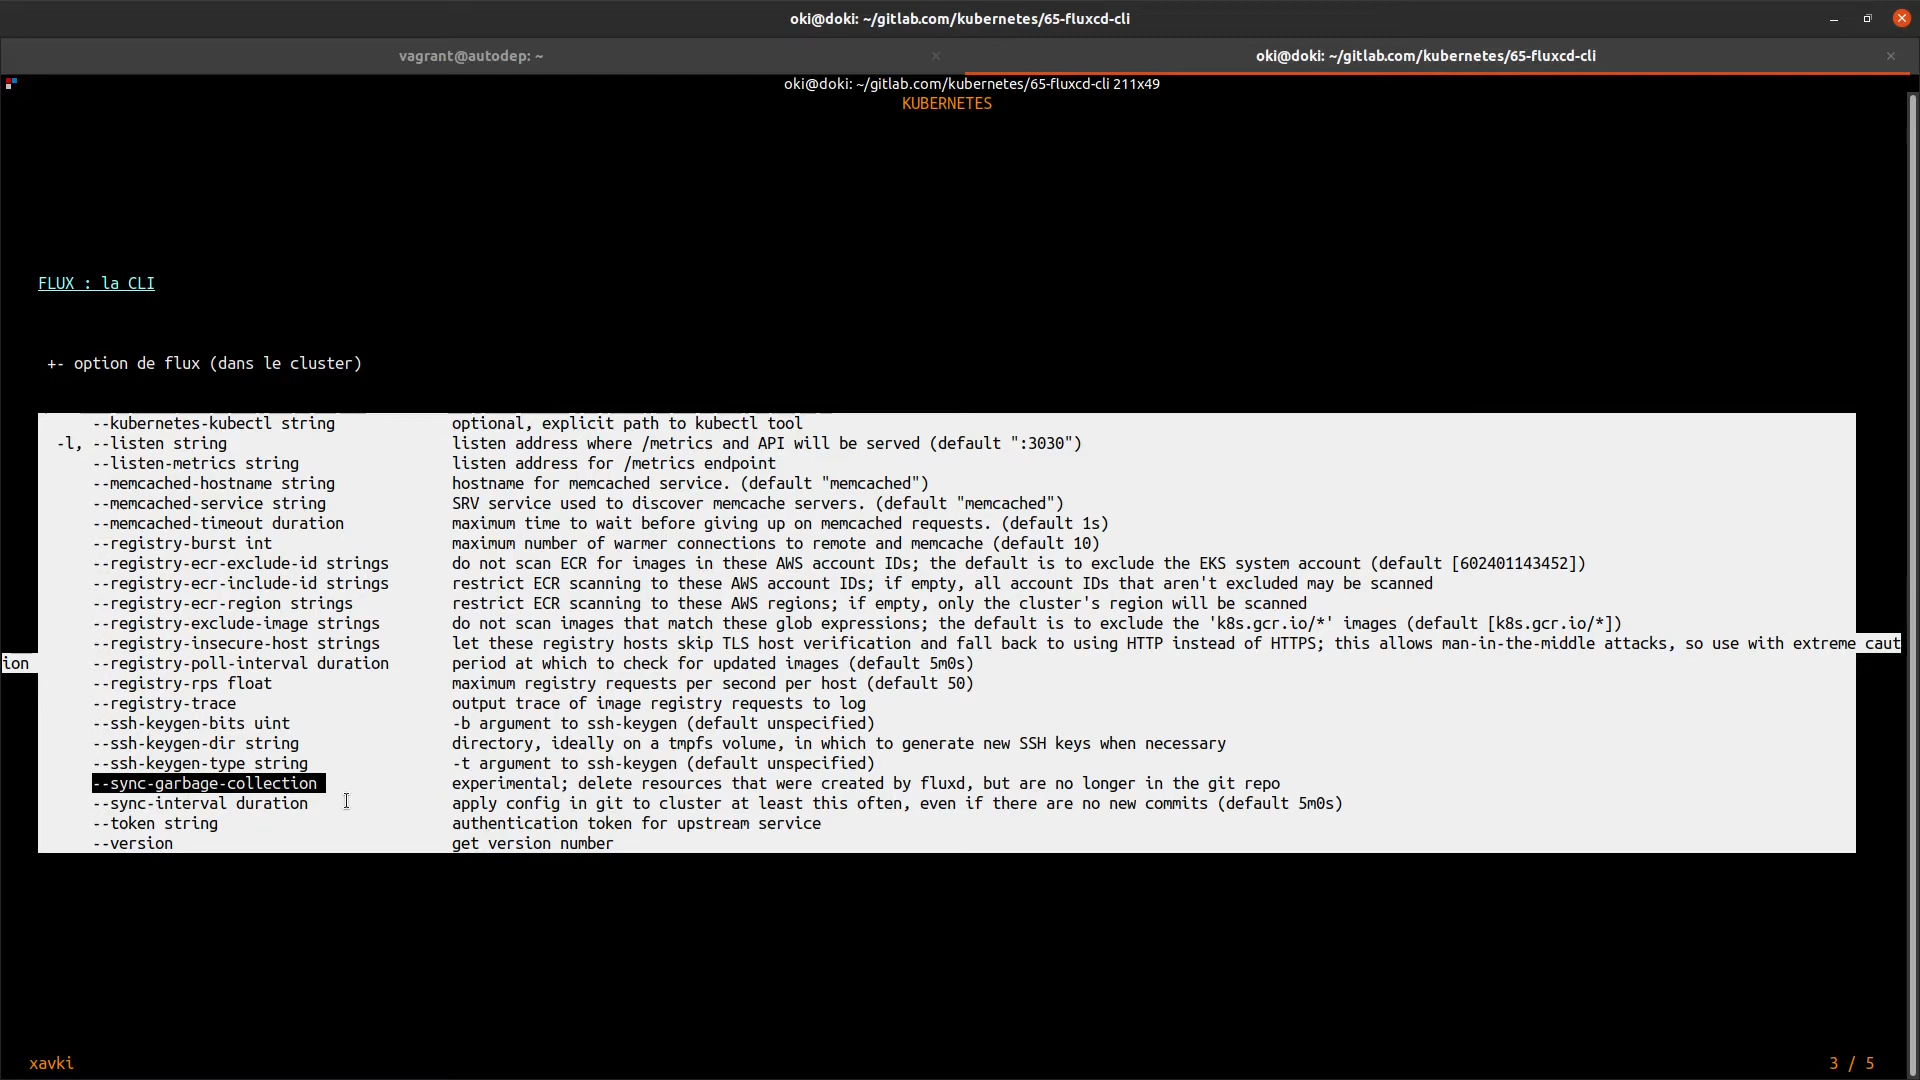 oki@doki: ~/gitlab.com/kubernetes/65-fluxcd-cli
vagrant@autodep: ~
oki@doki: ~/gitlab.com/kubernetes/65-fluxcd-cli
oki@doki: ~/gitlab.com/kubernetes/65-fluxcd-cli 211x49
KUBERNETES
FLUX : la CLI
+- option de flux (dans le cluster)
--kubernetes-kubectl string optional, explicit path to kubectl tool
-l, --listen string listen address where /metrics and API will be served (default ":3030")
--listen-metrics string listen address for /metrics endpoint
--memcached-hostname string hostname for memcached service. (default "memcached")
--memcached-service string SRV service used to discover memcache servers. (default "memcached")
--memcached-timeout duration maximum time to wait before giving up on memcached requests. (default 1s)
--registry-burst int maximum number of warmer connections to remote and memcache (default 10)
--registry-ecr-exclude-id strings do not scan ECR for images in these AWS account IDs; the default is to exclude the EKS system account (default [602401143452])
--registry-ecr-include-id strings restrict ECR scanning to these AWS account IDs; if empty, all account IDs that aren't excluded may be scanned
--registry-ecr-region strings restrict ECR scanning to these AWS regions; if empty, only the cluster's region will be scanned
--registry-exclude-image strings do not scan images that match these glob expressions; the default is to exclude the 'k8s.gcr.io/*' images (default [k8s.gcr.io/*])
--registry-insecure-host strings let these registry hosts skip TLS host verification and fall back to using HTTP instead of HTTPS; this allows man-in-the-middle attacks, so use with extreme caut
ion
--registry-poll-interval duration period at which to check for updated images (default 5m0s)
--registry-rps float maximum registry requests per second per host (default 50)
--registry-trace output trace of image registry requests to log
--ssh-keygen-bits uint -b argument to ssh-keygen (default unspecified)
--ssh-keygen-dir string directory, ideally on a tmpfs volume, in which to generate new SSH keys when necessary
--ssh-keygen-type string -t argument to ssh-keygen (default unspecified)
--sync-garbage-collection experimental; delete resources that were created by fluxd, but are no longer in the git repo
--sync-interval duration apply config in git to cluster at least this often, even if there are no new commits (default 5m0s)
--token string authentication token for upstream service
--version get version number
xavki
3 / 5